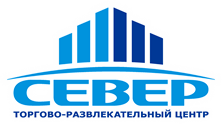 СЕВЕР
ТОРГОВО-РАЗВЛЕКАТЕЛЬНЫЙ ЦЕНТР